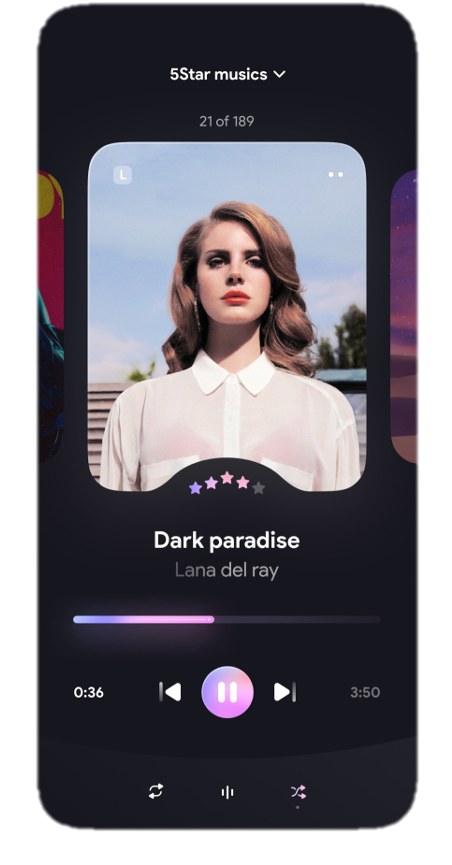 5Star musics
21 of 189
L
Dark paradise
Lana del ray
0:36
3:50